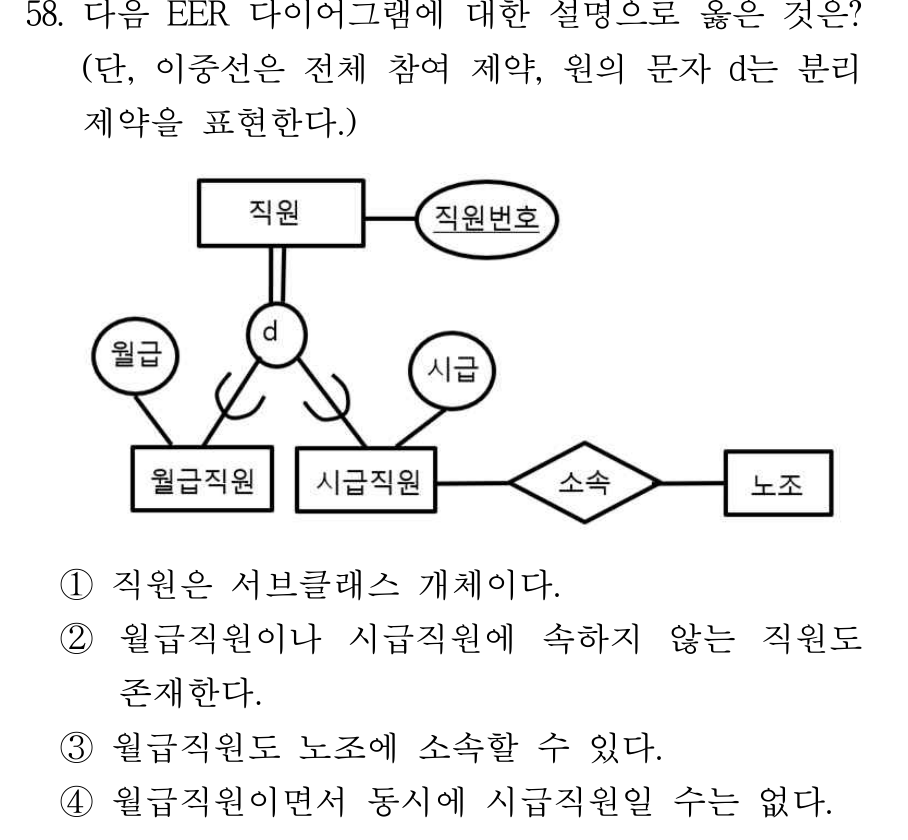 58. 다음 EER 다이어그램에 대한 설명으로 옳은 것은?
(단, 이중선은 전체 참여 제약, 원의 문자 d는 분리
제약을 표현한다.)
직원
직원번호
d
월급
시급
월급직원
시급직원
소속
노조
① 직원은 서브클래스 개체이다.
② 월급직원이나 시급직원에 속하지 않는 직원도
존재한다.
③ 월급직원도 노조에 소속할 수 있다.
④ 월급직원이면서 동시에 시급직원일 수는 없다.